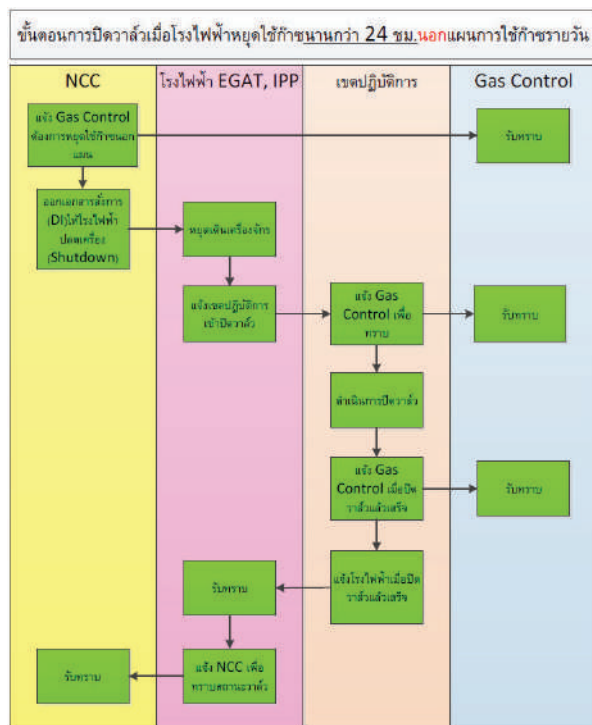 ขั้นตอนการปิดวาล์วเมื่อโรงไฟฟ้าหยุดใช้ก๊าซนานกว่า 24 ชม.นอกแผนการใช้ก๊าซรายวัน
NCC
โรงไฟฟ้า EGAT, IPP
เขตปฏิบัติการ
Gas Control
แจ้ง Gas Control
ต้องการหยุดใช้ก๊าซนอก
แผน
รับทราบ
ออกเอกสารสั่งการ
(DI)ให้โรงไฟฟ้า
ปลดเครื่อง
(Shutdown)
หยุดเดินเครื่องจักร
แจ้งเขตปฏิบัติการ
เข้าปิดวาล์ว
แจ้ง Gas
Control เพื่อ
ทราบ
รับทราบ
ดำเนินการปิดวาล์ว
แจ้ง Gas
Control เมื่อปิด
วาล์วแล้วเสร็จ
รับทราบ
แจ้งโรงไฟฟ้าเมื่อปิด
วาล์วแล้วเสร็จ
รับทราบ
แจ้ง NCC เพื่อ
ทราบสถานะวาล์ว
รับทราบ